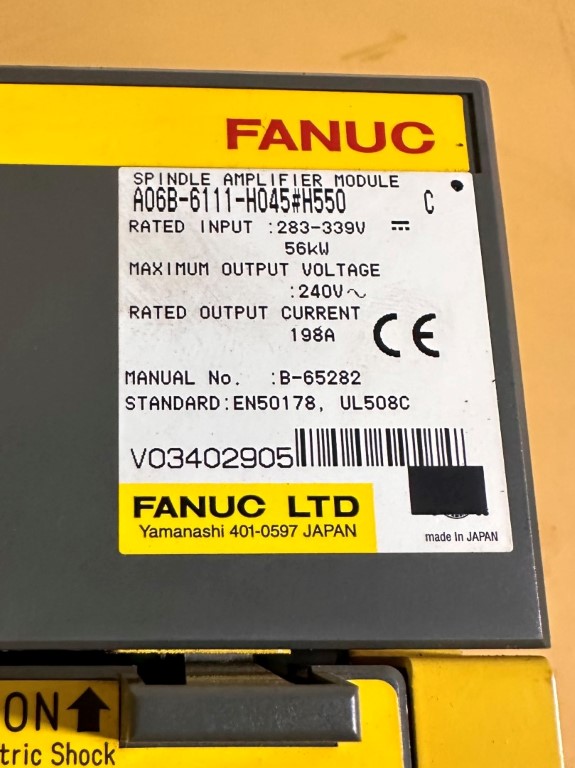 FANUC
SPINDLE AMPLIFIER MODULE
A06B-6111-H045#H550 C
RATED INPUT :283-339V ⎓
56kW
MAXIMUM OUTPUT VOLTAGE
:240V～
RATED OUTPUT CURRENT
198A
CE
MANUAL No. :B-65282
STANDARD:EN50178, UL508C
V03402905
FANUC LTD
Yamanashi 401-0597 JAPAN
made In JAPAN
ON
tric Shock